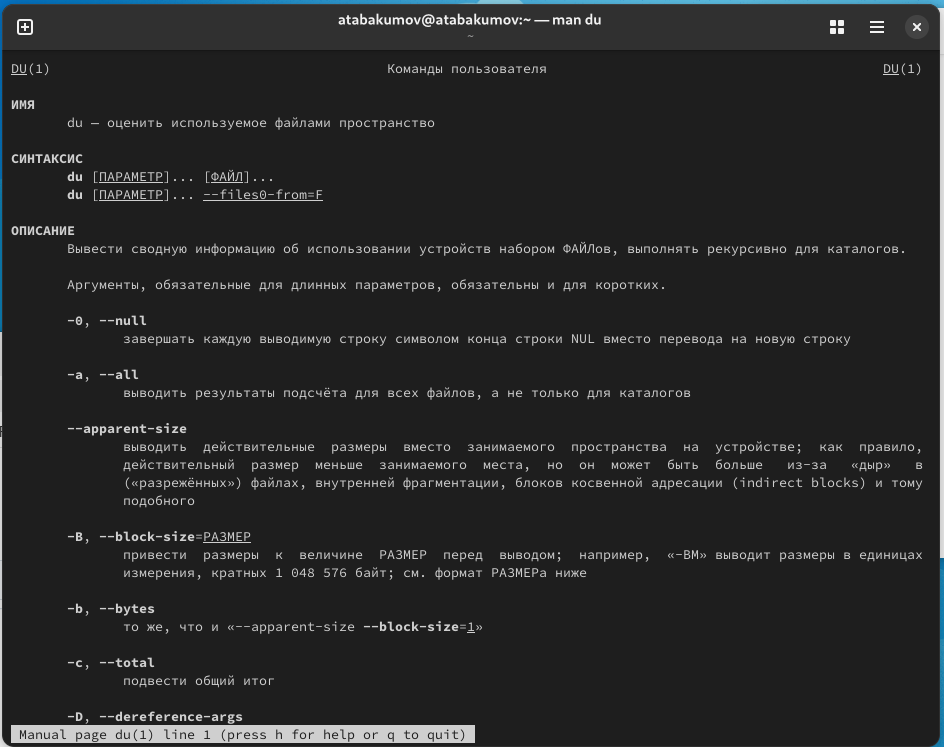 atabakumov@atabakumov:~ — man du
~
DU(1) Команды пользователя DU(1)
ИМЯ
du — оценить используемое файлами пространство
СИНТАКСИС
du [ПАРАМЕТР]... [ФАЙЛ]...
du [ПАРАМЕТР]... --files0-from=F
ОПИСАНИЕ
Вывести сводную информацию об использовании устройств набором ФАЙЛов, выполнять рекурсивно для каталогов.
Аргументы, обязательные для длинных параметров, обязательны и для коротких.
-0, --null
завершать каждую выводимую строку символом конца строки NUL вместо перевода на новую строку
-a, --all
выводить результаты подсчёта для всех файлов, а не только для каталогов
--apparent-size
выводить действительные размеры вместо занимаемого пространства на устройстве; как правило,
действительный размер меньше занимаемого места, но он может быть больше из-за «дыр» в
(«разрежённых») файлах, внутренней фрагментации, блоков косвенной адресации (indirect blocks) и тому
подобного
-B, --block-size=РАЗМЕР
привести размеры к величине РАЗМЕР перед выводом; например, «-BM» выводит размеры в единицах
измерения, кратных 1 048 576 байт; см. формат РАЗМЕРа ниже
-b, --bytes
то же, что и «--apparent-size --block-size=1»
-c, --total
подвести общий итог
-D, --dereference-args
Manual page du(1) line 1 (press h for help or q to quit)